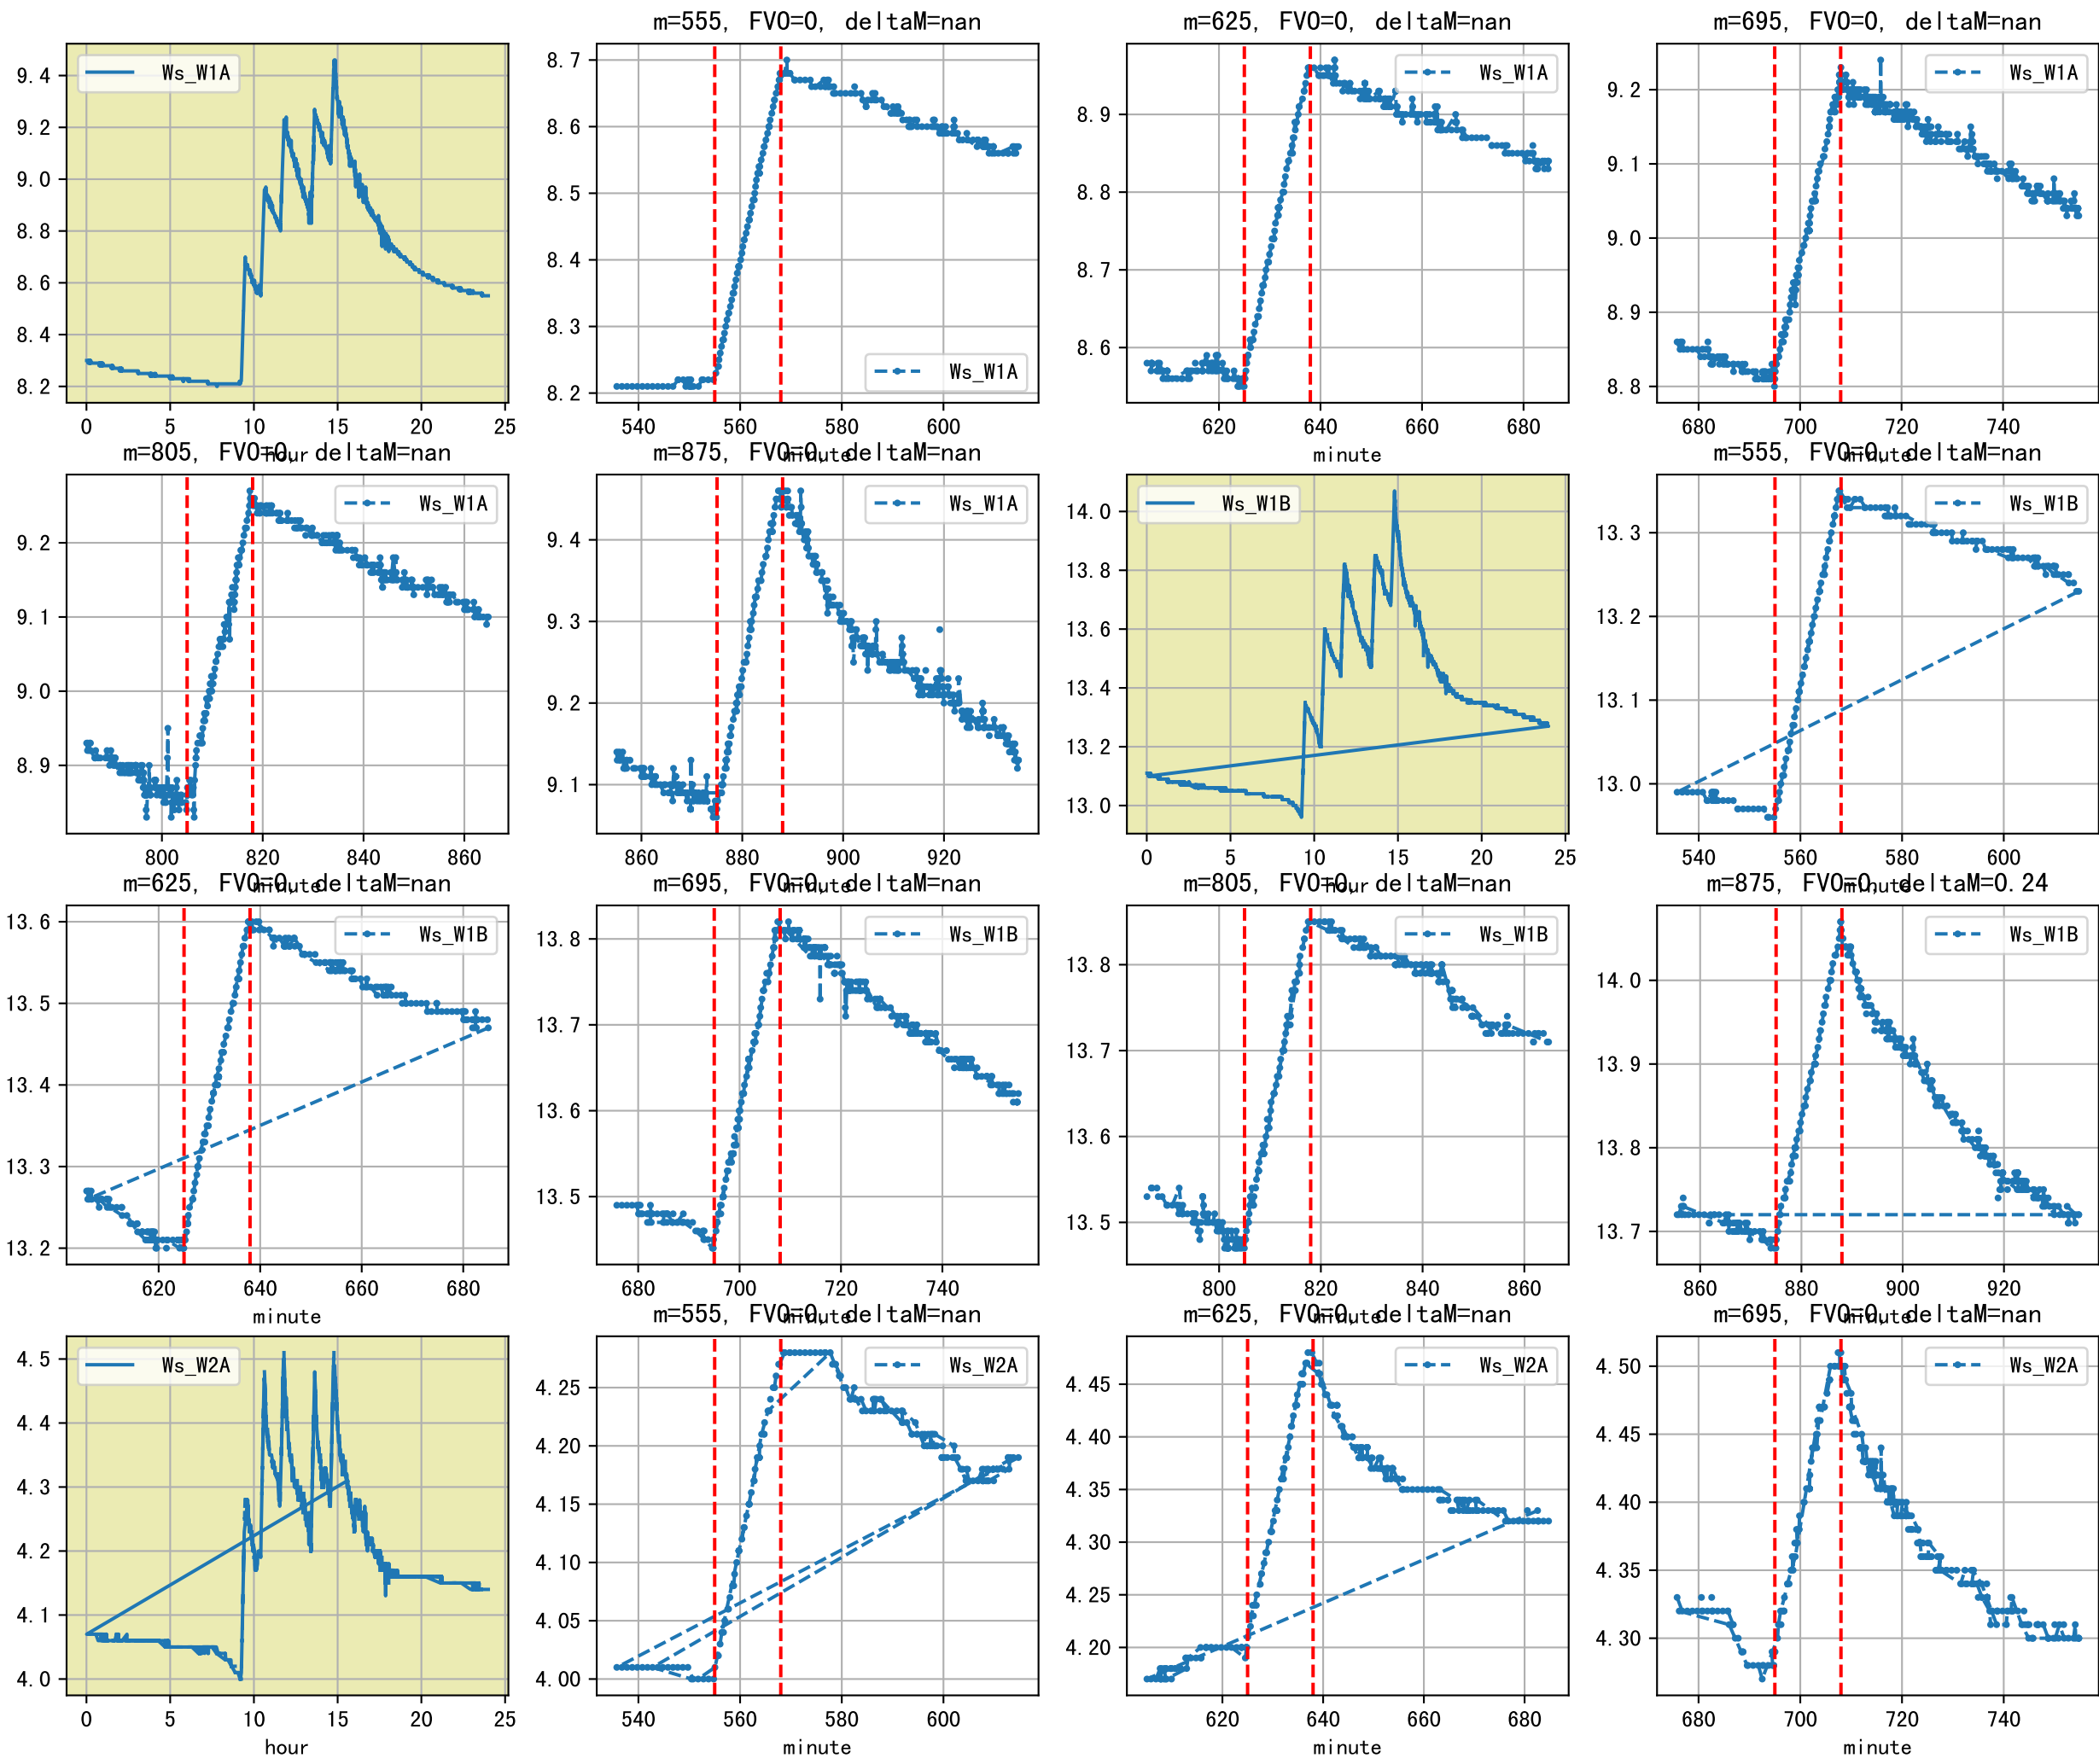 Ws_W1A
9.4
9.2
9.0
8.8
8.6
8.4
8.2
0 5 10 15 20 25
hour
m=555, FVO=0, deltaM=nan
8.7
8.6
8.5
8.4
8.3
8.2
Ws_W1A
540 560 580 600
minute
m=625, FVO=0, deltaM=nan
Ws_W1A
8.9
8.8
8.7
8.6
620 640 660 680
minute
m=695, FVO=0, deltaM=nan
Ws_W1A
9.2
9.1
9.0
8.9
8.8
680 700 720 740
minute
m=805, FVO=0, deltaM=nan
Ws_W1A
9.2
9.1
9.0
8.9
800 820 840 860
minute
m=875, FVO=0, deltaM=nan
Ws_W1A
9.4
9.3
9.2
9.1
860 880 900 920
minute
Ws_W1B
14.0
13.8
13.6
13.4
13.2
13.0
0 5 10 15 20 25
hour
m=555, FVO=0, deltaM=nan
Ws_W1B
13.3
13.2
13.1
13.0
540 560 580 600
minute
m=625, FVO=0, deltaM=nan
Ws_W1B
13.6
13.5
13.4
13.3
13.2
620 640 660 680
minute
m=695, FVO=0, deltaM=nan
Ws_W1B
13.8
13.7
13.6
13.5
680 700 720 740
minute
m=805, FVO=0, deltaM=nan
Ws_W1B
13.8
13.7
13.6
13.5
800 820 840 860
minute
m=875, FVO=0, deltaM=0.24
Ws_W1B
14.0
13.9
13.8
13.7
860 880 900 920
minute
Ws_W2A
4.5
4.4
4.3
4.2
4.1
4.0
0 5 10 15 20 25
hour
m=555, FVO=0, deltaM=nan
Ws_W2A
4.25
4.20
4.15
4.10
4.05
4.00
540 560 580 600
minute
m=625, FVO=0, deltaM=nan
Ws_W2A
4.45
4.40
4.35
4.30
4.25
4.20
620 640 660 680
minute
m=695, FVO=0, deltaM=nan
Ws_W2A
4.50
4.45
4.40
4.35
4.30
680 700 720 740
minute